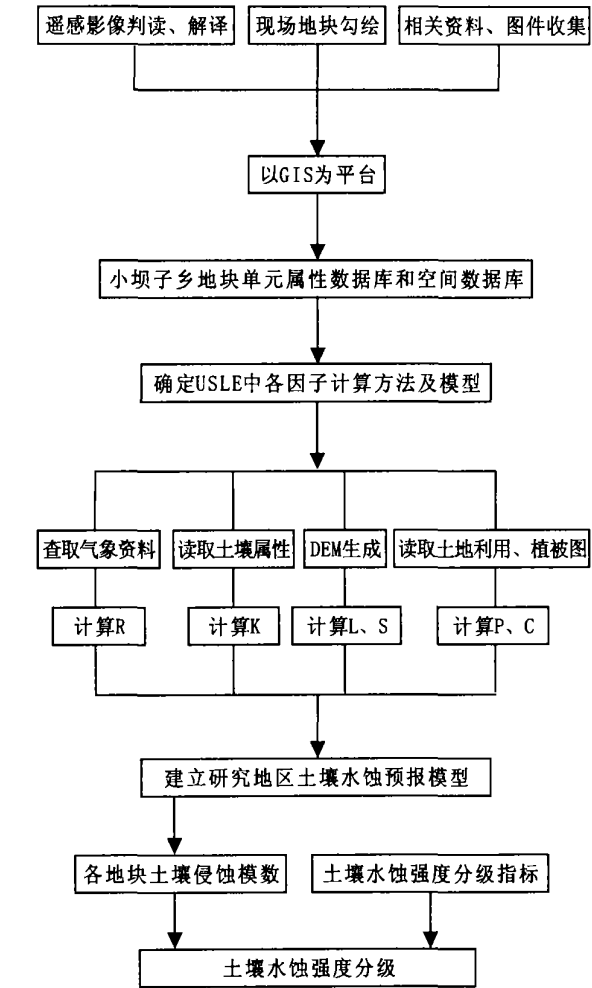 遥感影像判读、解译
现场地块勾绘
相关资料、图件收集
以GIS为平台
小坝子乡地块单元属性数据库和空间数据库
确定USLE中各因子计算方法及模型
查取气象资料
读取土壤属性
DEM生成
读取土地利用、植被图
计算R
计算K
计算L、S
计算P、C
建立研究地区土壤水蚀预报模型
各地块土壤侵蚀模数
土壤水蚀强度分级指标
土壤水蚀强度分级